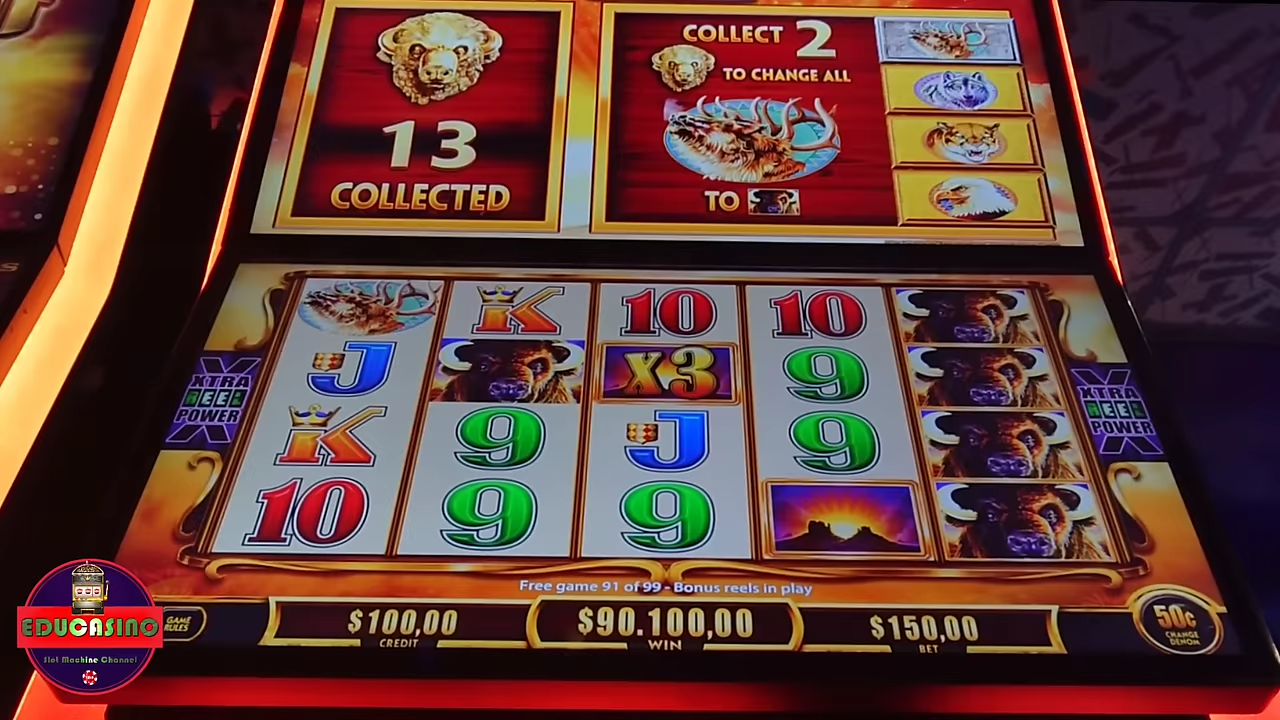 COLLECT 2
TO CHANGE ALL
TO
13
COLLECTED
K
10
10
J
X3
9
K
9
J
9
10
9
9
XTRA
REEL
POWER
X
XTRA
REEL
POWER
X
Free game 91 of 99 - Bonus reels in play
GAME
RULES
$100,00
CREDIT
$90.100,00
WIN
$150,00
BET
50¢
CHANGE
DENOM
EDUCASINO
Slot Machine Channel